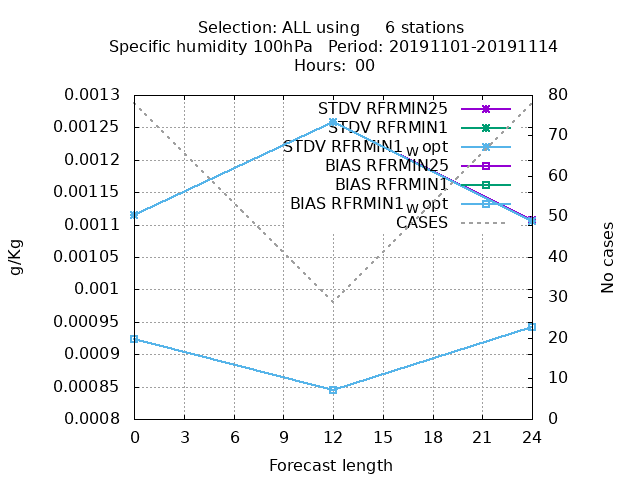 Selection: ALL using     6 stations
Specific humidity 100hPa   Period: 20191101-20191114
Hours: 00
0.0013
0.00125
0.0012
0.00115
0.0011
0.00105
0.001
0.00095
0.0009
0.00085
0.0008
g/Kg
STDV RFRMIN25
STDV RFRMIN1
STDV RFRMIN1w opt
BIAS RFRMIN25
BIAS RFRMIN1
BIAS RFRMIN1w opt
CASES
80
70
60
50
40
30
20
10
0
No cases
0 3 6 9 12 15 18 21 24
Forecast length